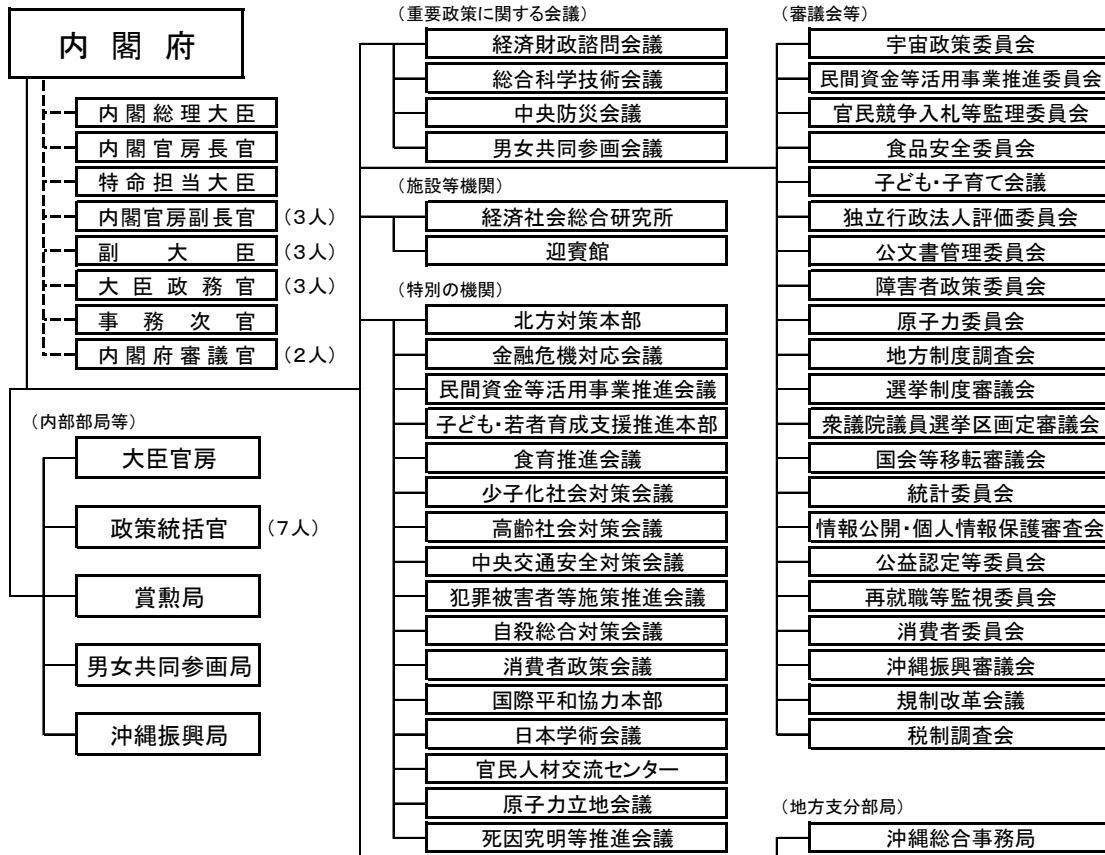 内閣府
内閣総理大臣
内閣官房長官
特命担当大臣
内閣官房副長官 (3人)
副大臣 (3人)
大臣政務官 (3人)
事務次官
内閣府審議官 (2人)
(内部部局等)
大臣官房
政策統括官 (7人)
賞勲局
男女共同参画局
沖縄振興局
(重要政策に関する会議)
経済財政諮問会議
総合科学技術会議
中央防災会議
男女共同参画会議
(施設等機関)
経済社会総合研究所
迎賓館
(特別の機関)
北方対策本部
金融危機対応会議
民間資金等活用事業推進会議
子ども・若者育成支援推進本部
食育推進会議
少子化社会対策会議
高齢社会対策会議
中央交通安全対策会議
犯罪被害者等施策推進会議
自殺総合対策会議
消費者政策会議
国際平和協力本部
日本学術会議
官民人材交流センター
原子力立地会議
死因究明等推進会議
(審議会等)
宇宙政策委員会
民間資金等活用事業推進委員会
官民競争入札等監理委員会
食品安全委員会
子ども・子育て会議
独立行政法人評価委員会
公文書管理委員会
障害者政策委員会
原子力委員会
地方制度調査会
選挙制度審議会
衆議院議員選挙区画定審議会
国会等移転審議会
統計委員会
情報公開・個人情報保護審査会
公益認定等委員会
再就職等監視委員会
消費者委員会
沖縄振興審議会
規制改革会議
税制調査会
(地方支分部局)
沖縄総合事務局